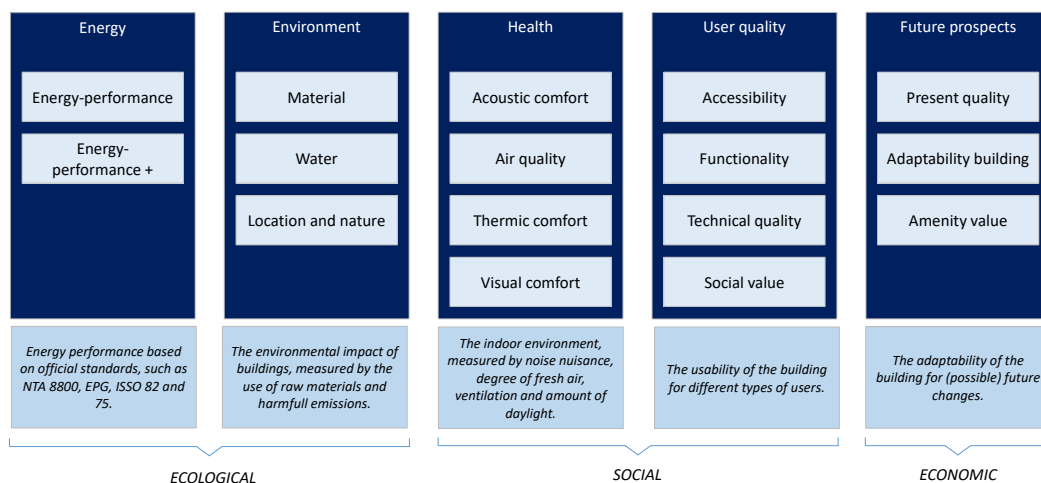 Energy
Energy-performance
Energy-
performance +
Energy performance based
on official standards, such as
NTA 8800, EPG, ISSO 82 and
75.
Environment
Material
Water
Location and nature
The environmental impact of
buildings, measured by the
use of raw materials and
harmfull emissions.
Health
Acoustic comfort
Air quality
Thermic comfort
Visual comfort
The indoor environment,
measured by noise nuisance,
degree of fresh air,
ventilation and amount of
daylight.
User quality
Accessibility
Functionality
Technical quality
Social value
The usability of the building
for different types of users.
Future prospects
Present quality
Adaptability building
Amenity value
The adaptability of the
building for (possible) future
changes.
ECOLOGICAL
SOCIAL
ECONOMIC